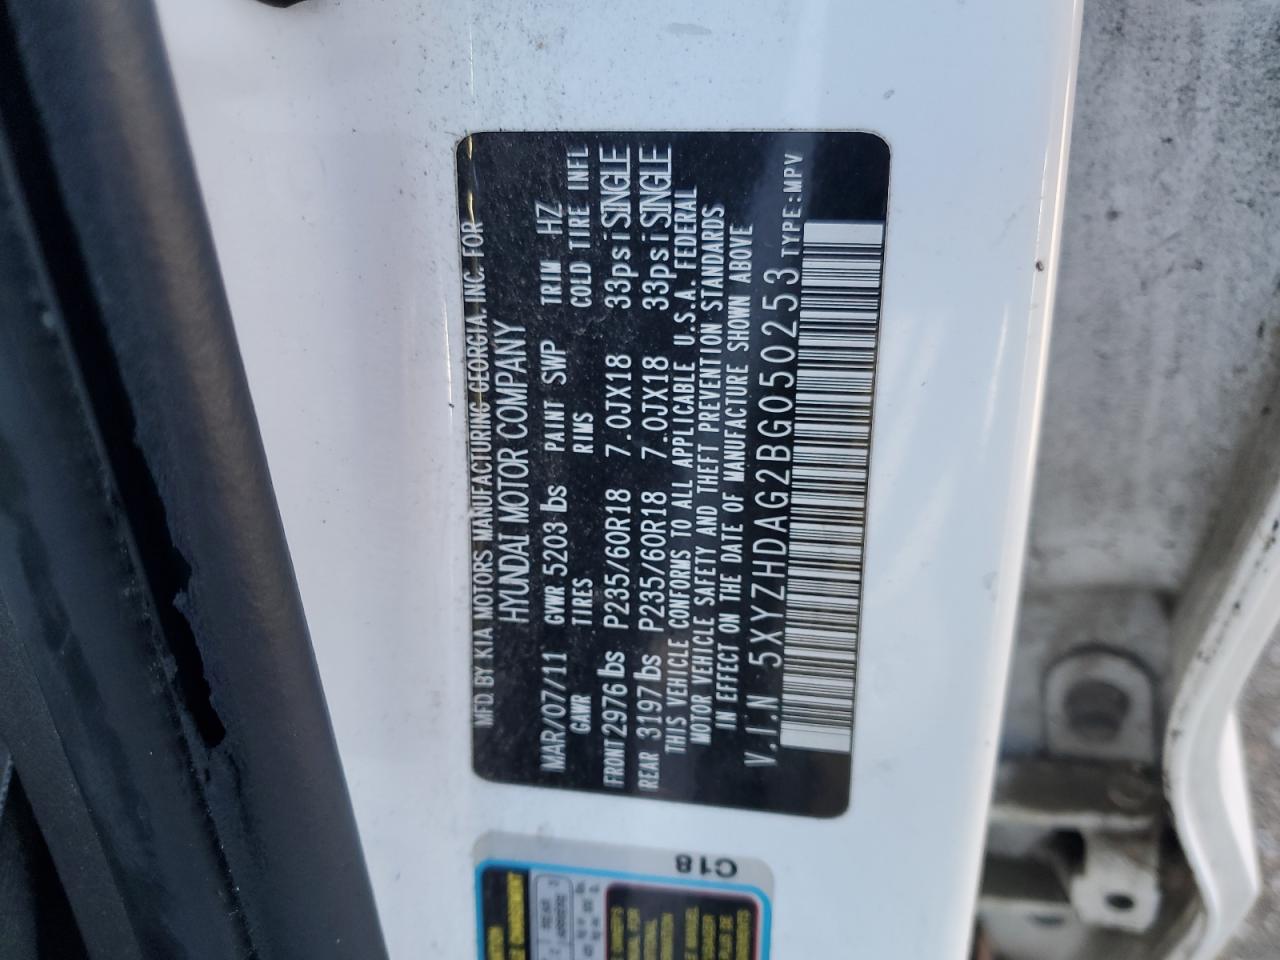 MFD. BY KIA MOTORS MANUFACTURING GEORGIA, INC. FOR
HYUNDAI MOTOR COMPANY
MAR/07/11 GVWR 5203 lbs PAINT SWP TRIM HZ
GAWR TIRES RIMS COLD TIRE INFL
FRONT 2976 lbs P235/60R18 7.0JX18 33psi SINGLE
REAR 3197 lbs P235/60R18 7.0JX18 33psi SINGLE
THIS VEHICLE CONFORMS TO ALL APPLICABLE U.S.A. FEDERAL
MOTOR VEHICLE SAFETY AND THEFT PREVENTION STANDARDS
IN EFFECT ON THE DATE OF MANUFACTURE SHOWN ABOVE
V.I.N 5XYZHDAG2BG050253 TYPE:MPV
C18